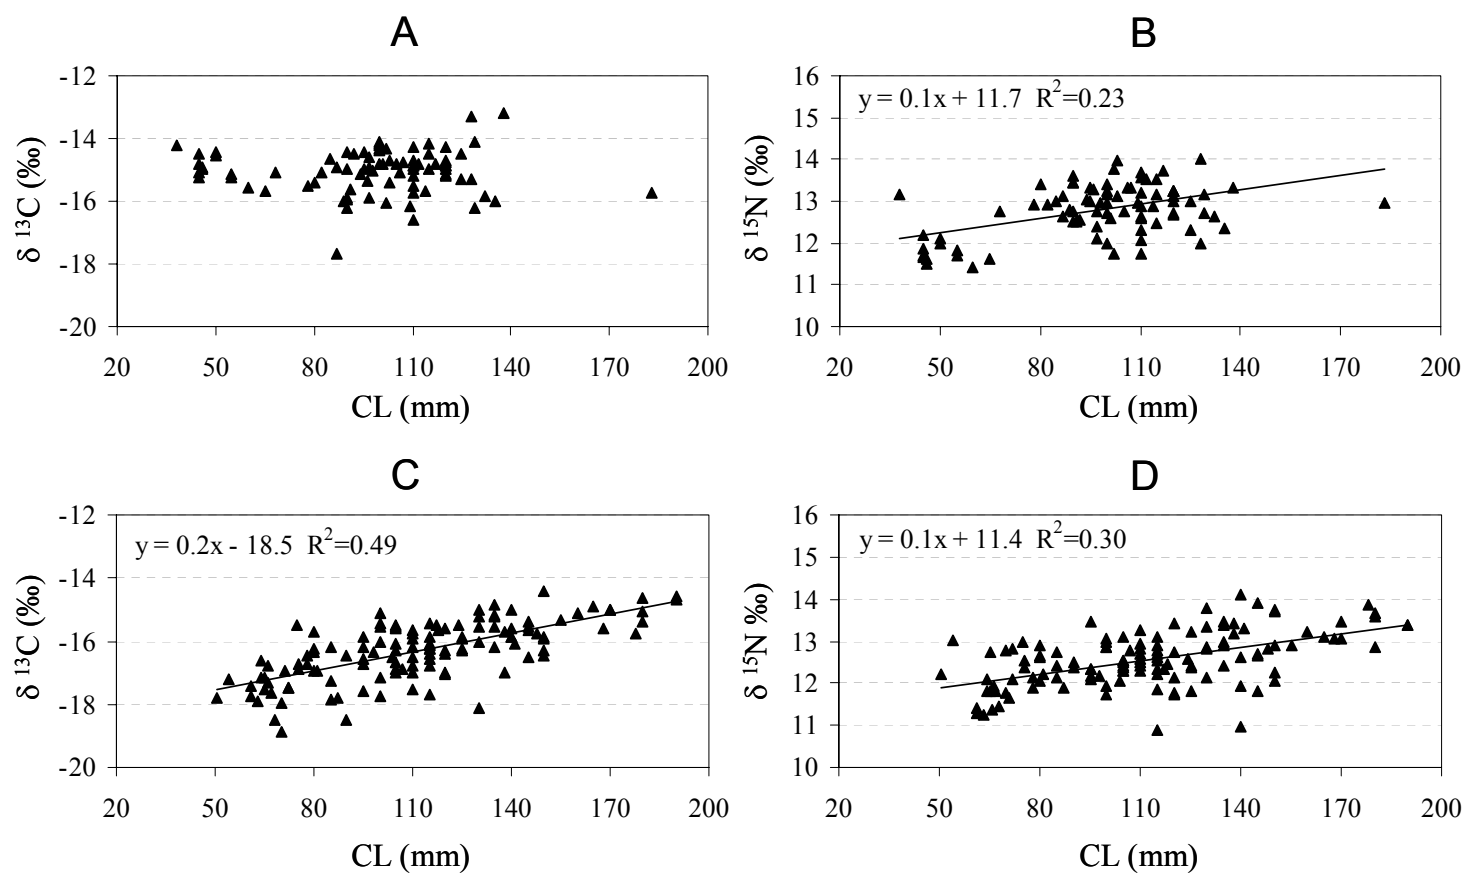 A
-12
-14
-16
-18
-20
δ ¹³C (‰)
20 50 80 110 140 170 200
CL (mm)
B
y = 0.1x + 11.7 R²=0.23
16
15
14
13
12
11
10
δ ¹⁵N (‰)
20 50 80 110 140 170 200
CL (mm)
C
y = 0.2x - 18.5 R²=0.49
-12
-14
-16
-18
-20
δ ¹³C (‰)
20 50 80 110 140 170 200
CL (mm)
D
y = 0.1x + 11.4 R²=0.30
16
15
14
13
12
11
10
δ ¹⁵N ‰)
20 50 80 110 140 170 200
CL (mm)